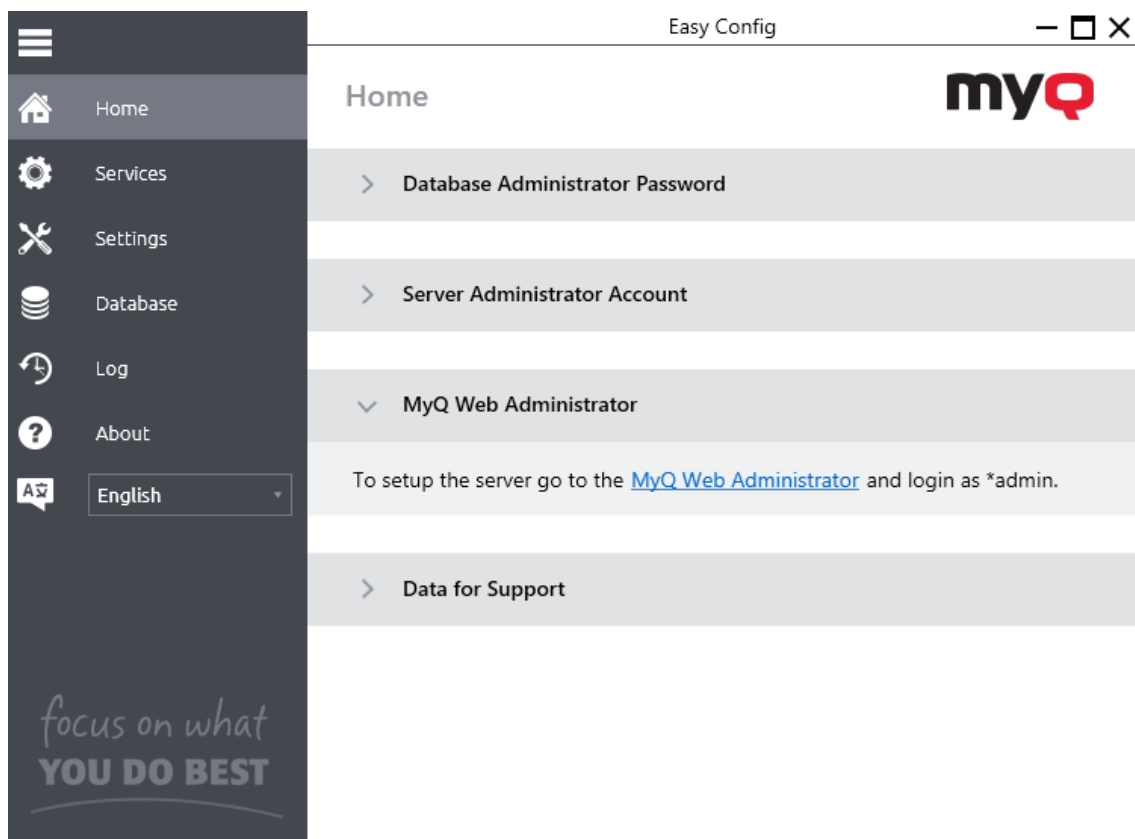 Easy Config
Home
Services
Settings
Database
Log
About
English
focus on what
YOU DO BEST
Home
myQ
Database Administrator Password
Server Administrator Account
MyQ Web Administrator
To setup the server go to the MyQ Web Administrator and login as *admin.
Data for Support